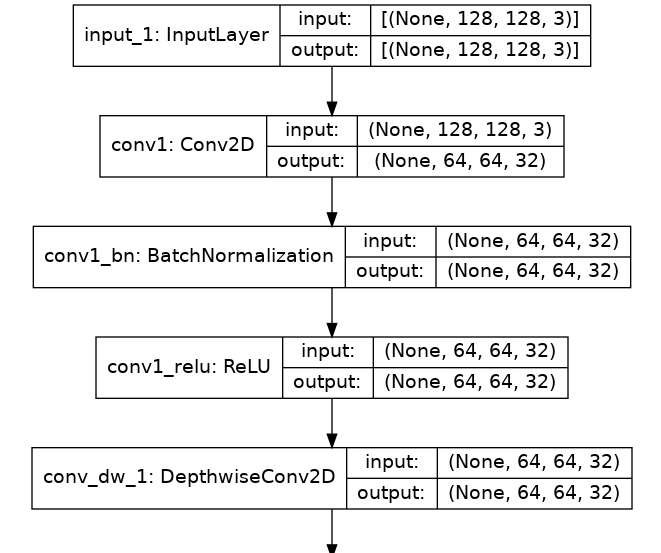 input_1: InputLayer
input: [(None, 128, 128, 3)]
output: [(None, 128, 128, 3)]
conv1: Conv2D
input: (None, 128, 128, 3)
output: (None, 64, 64, 32)
conv1_bn: BatchNormalization
input: (None, 64, 64, 32)
output: (None, 64, 64, 32)
conv1_relu: ReLU
input: (None, 64, 64, 32)
output: (None, 64, 64, 32)
conv_dw_1: DepthwiseConv2D
input: (None, 64, 64, 32)
output: (None, 64, 64, 32)